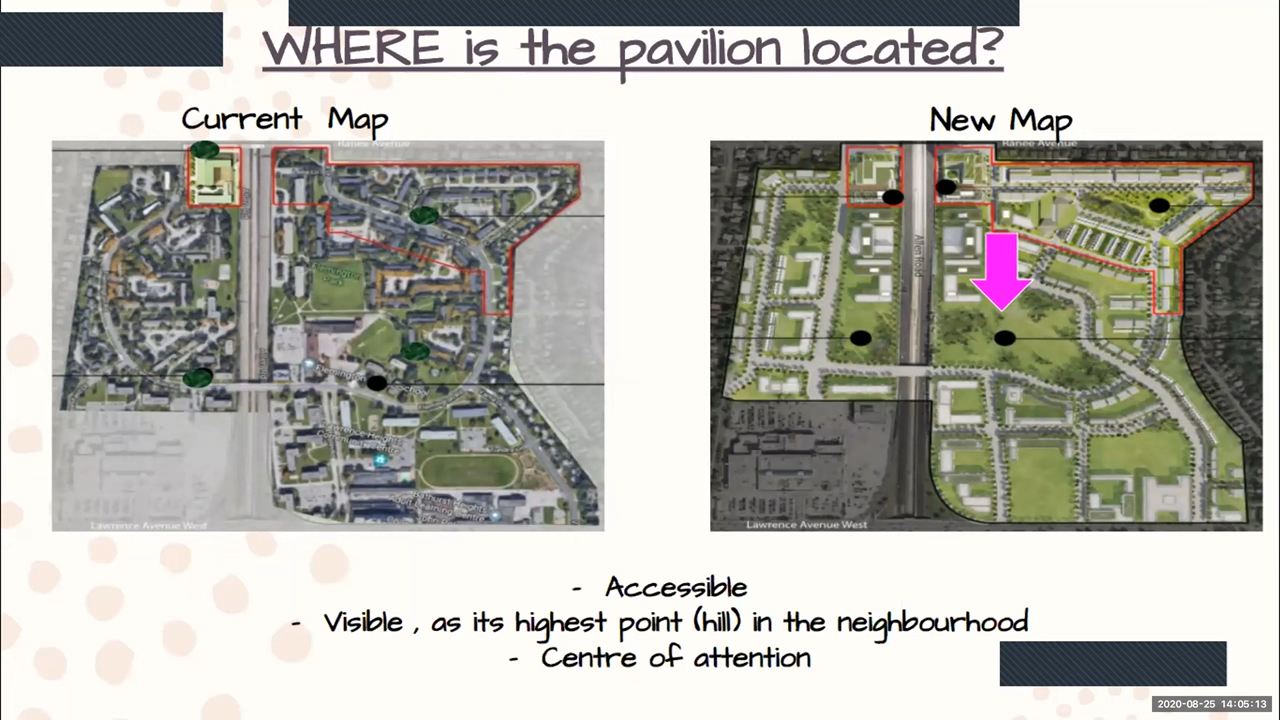 WHERE is the pavilion located?
Current Map
New Map
Ranee Avenue
Ranee Avenue
Allen Road
Flemington
Park
Lawrence Avenue West
Lawrence Avenue West
- Accessible
- Visible , as its highest point (hill) in the neighbourhood
- Centre of attention
2020-08-25 14:05:13